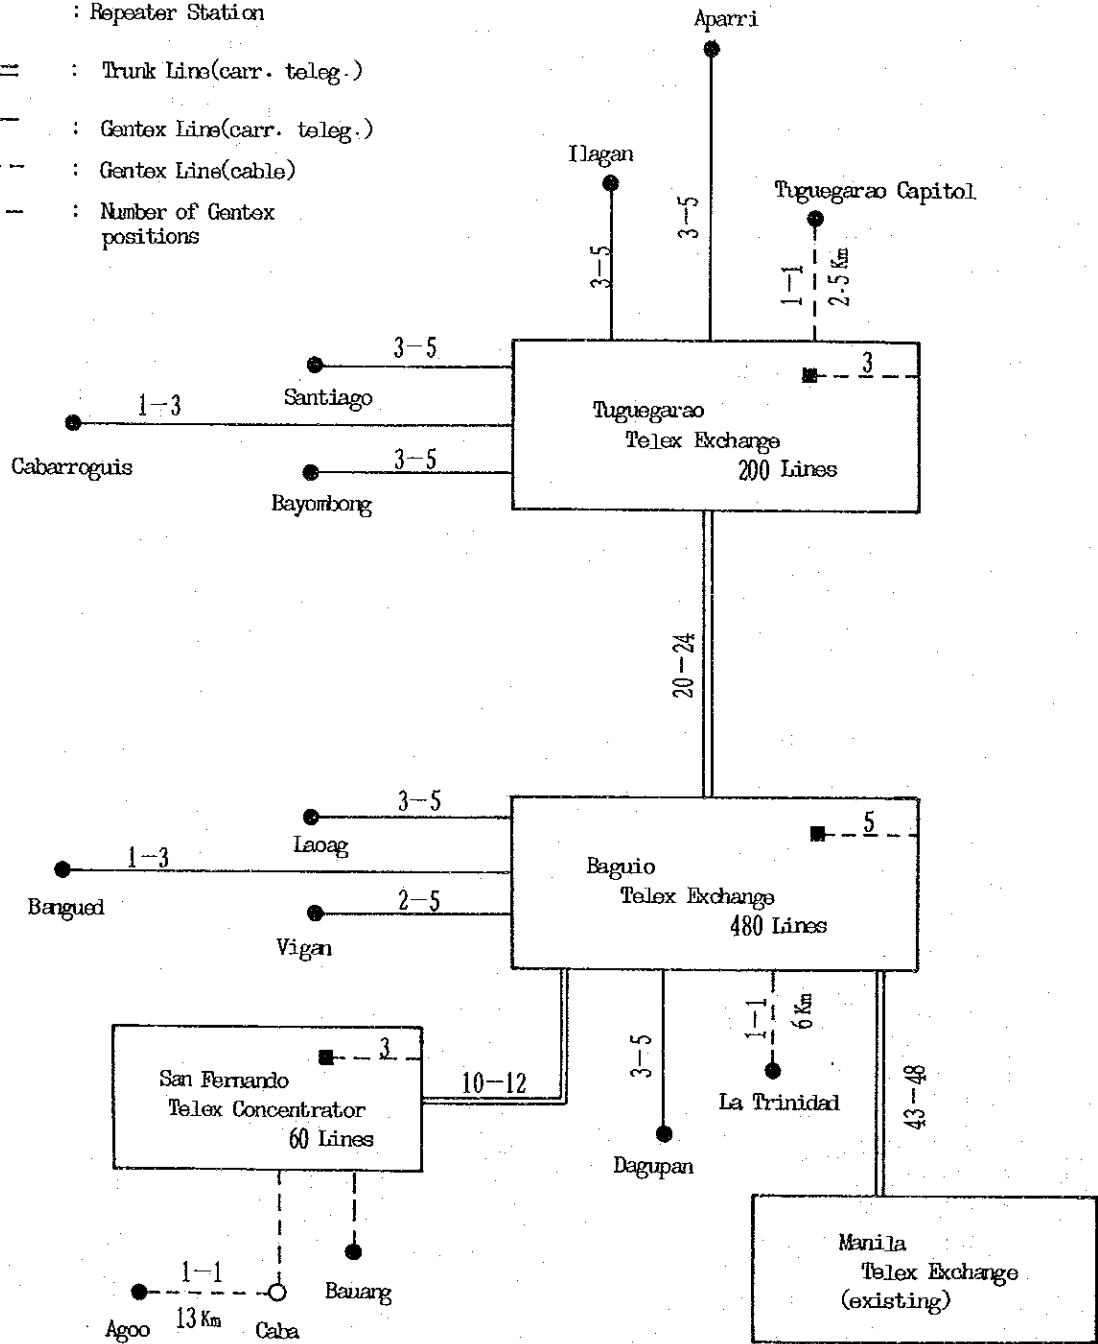 : Repeater Station
: Trunk Line(carr. teleg.)
: Gentex Line(carr. teleg.)
: Gentex Line(cable)
: Number of Gentex
positions
Aparri
Ilagan
Tuguegarao Capitol
3-5
3-5
1-1
2.5 Km
3-5
Santiago
1-3
Cabarroguis
3-5
Bayombong
3
Tuguegarao
Telex Exchange
200 Lines
20-24
3-5
Laoag
1-3
Bangued
2-5
Vigan
5
Baguio
Telex Exchange
480 Lines
3
San Fernando
Telex Concentrator
60 Lines
10-12
3-5
Dagupan
1-1
6 Km
La Trinidad
43-48
Manila
Telex Exchange
(existing)
Bauang
1-1
13 Km
Agoo
Caba